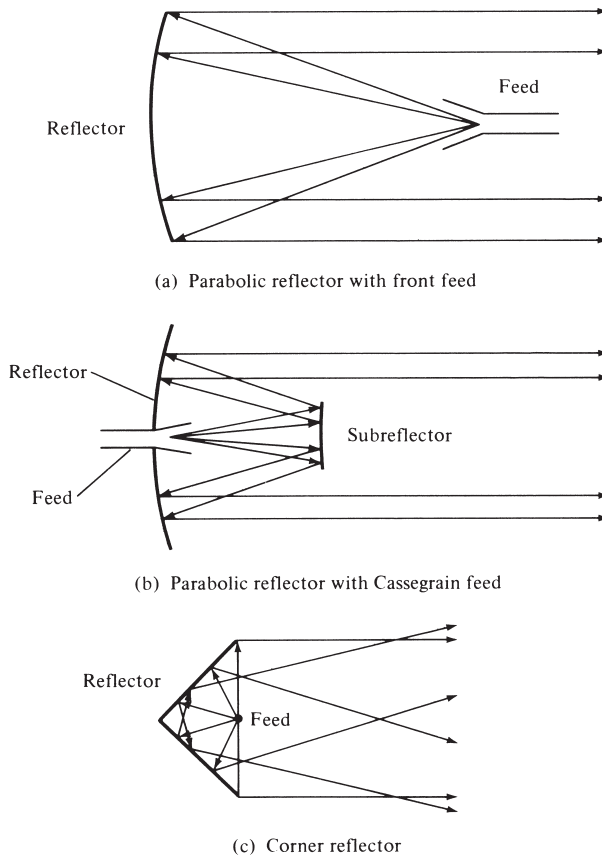 Feed
Reflector
(a) Parabolic reflector with front feed
Reflector
Subreflector
Feed
(b) Parabolic reflector with Cassegrain feed
Reflector
Feed
(c) Corner reflector